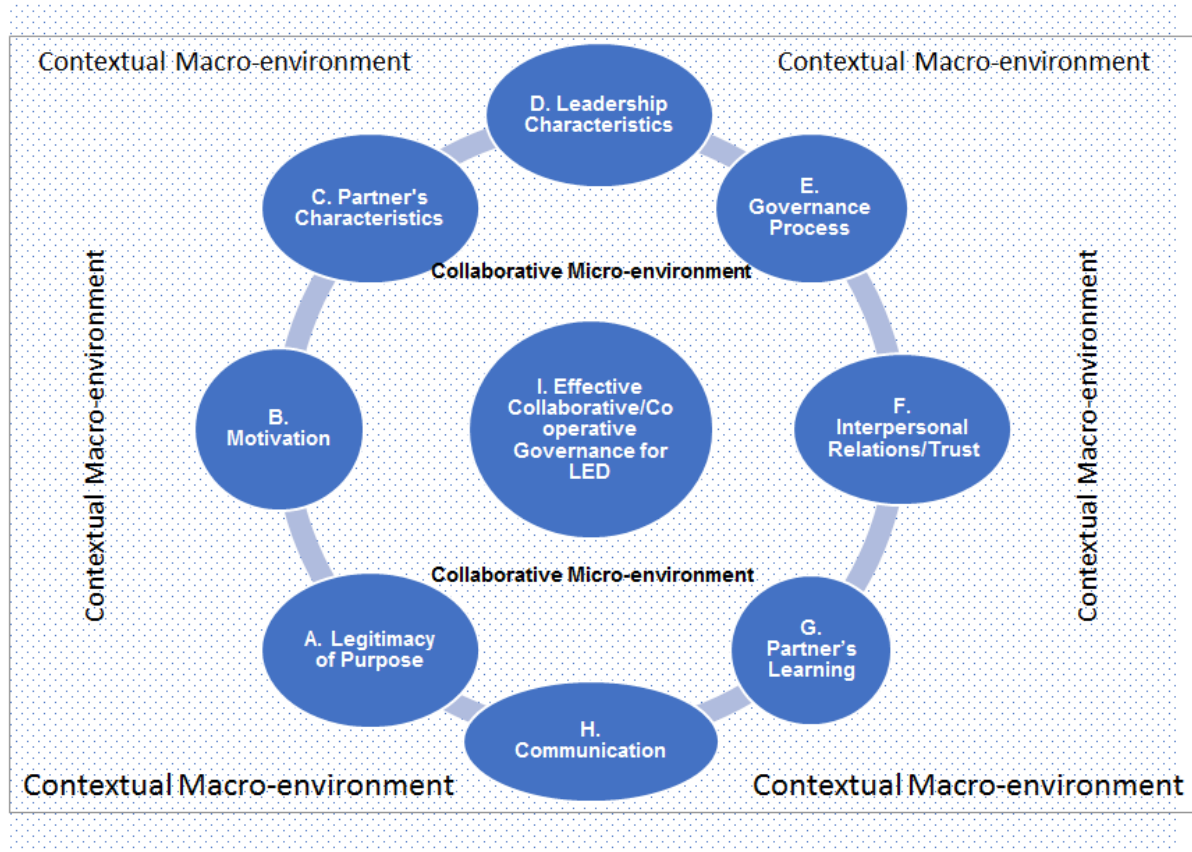 Contextual Macro-environment
Contextual Macro-environment
D. Leadership
Characteristics
C. Partner's
Characteristics
E.
Governance
Process
Collaborative Micro-environment
Contextual Macro-environment
Contextual Macro-environment
B.
Motivation
I. Effective
Collaborative/Co
operative
Governance for
LED
F.
Interpersonal
Relations/Trust
Collaborative Micro-environment
A. Legitimacy
of Purpose
G.
Partner’s
Learning
H.
Communication
Contextual Macro-environment
Contextual Macro-environment